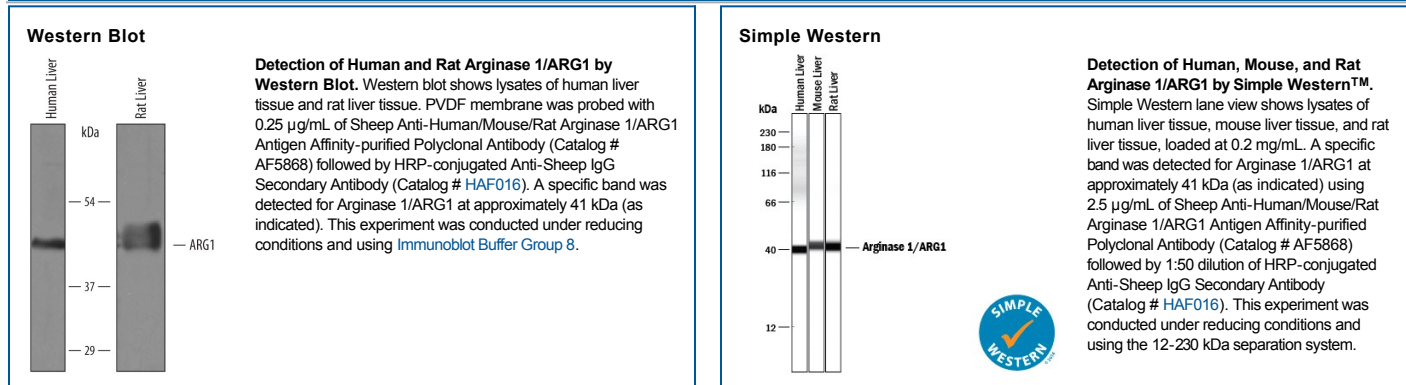 Western Blot
Human Liver
Rat Liver
kDa
54
37
29
ARG1
Detection of Human and Rat Arginase 1/ARG1 by
Western Blot. Western blot shows lysates of human liver
tissue and rat liver tissue. PVDF membrane was probed with
0.25 µg/mL of Sheep Anti-Human/Mouse/Rat Arginase 1/ARG1
Antigen Affinity-purified Polyclonal Antibody (Catalog #
AF5868) followed by HRP-conjugated Anti-Sheep IgG
Secondary Antibody (Catalog # HAF016). A specific band was
detected for Arginase 1/ARG1 at approximately 41 kDa (as
indicated). This experiment was conducted under reducing
conditions and using Immunoblot Buffer Group 8.
Simple Western
Human Liver
Mouse Liver
Rat Liver
kDa
230
180
116
66
40
12
Arginase 1/ARG1
SIMPLE
WESTERN
Detection of Human, Mouse, and Rat
Arginase 1/ARG1 by Simple Western™.
Simple Western lane view shows lysates of
human liver tissue, mouse liver tissue, and rat
liver tissue, loaded at 0.2 mg/mL. A specific
band was detected for Arginase 1/ARG1 at
approximately 41 kDa (as indicated) using
2.5 µg/mL of Sheep Anti-Human/Mouse/Rat
Arginase 1/ARG1 Antigen Affinity-purified
Polyclonal Antibody (Catalog # AF5868)
followed by 1:50 dilution of HRP-conjugated
Anti-Sheep IgG Secondary Antibody
(Catalog # HAF016). This experiment was
conducted under reducing conditions and
using the 12-230 kDa separation system.